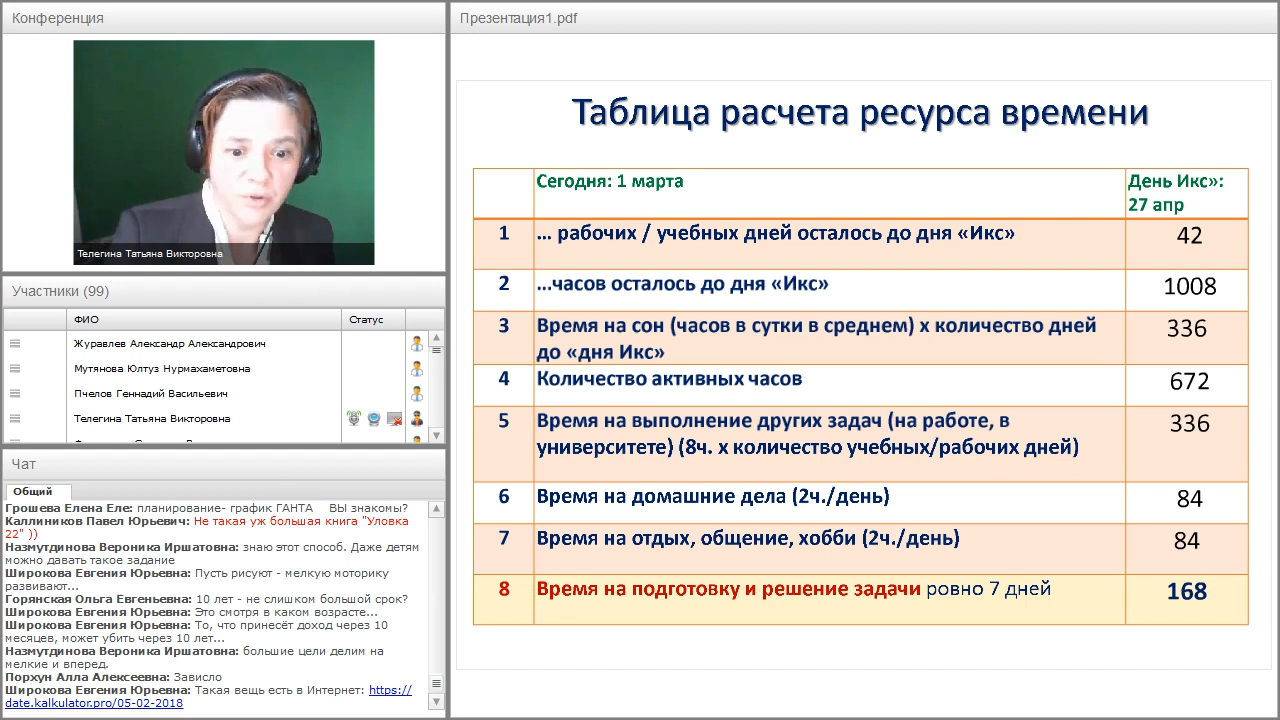 Конференция
Телегина Татьяна Викторовна
Участники (99)
ФИО
Статус
Журавлев Александр Александрович
Мутянова Юлтуз Нурмахаметовна
Пчелов Геннадий Васильевич
Телегина Татьяна Викторовна
Чат
Общий
Грошева Елена Еле: планирование- график ГАНТА ВЫ знакомы?
Каллиников Павел Юрьевич: Не такая уж большая книга "Уловка
22" ))
Назмутдинова Вероника Иршатовна: знаю этот способ. Даже детям
можно давать такое задание
Широкова Евгения Юрьевна: Пусть рисуют - мелкую моторику
развивают...
Горянская Ольга Евгеньевна: 10 лет - не слишком большой срок?
Широкова Евгения Юрьевна: Это смотря в каком возрасте...
Широкова Евгения Юрьевна: То, что принесёт доход через 10
месяцев, может убить через 10 лет...
Назмутдинова Вероника Иршатовна: большие цели делим на
мелкие и вперед.
Порхун Алла Алексеевна: Зависло
Широкова Евгения Юрьевна: Такая вещь есть в Интернет: https://
date.kalkulator.pro/05-02-2018
Презентация1.pdf
Таблица расчета ресурса времени
Сегодня: 1 марта
День Икс»:
27 апр
1 ... рабочих / учебных дней осталось до дня «Икс» 42
2 ...часов осталось до дня «Икс» 1008
3 Время на сон (часов в сутки в среднем) х количество дней
до «дня Икс» 336
4 Количество активных часов 672
5 Время на выполнение других задач (на работе, в
университете) (8ч. х количество учебных/рабочих дней) 336
6 Время на домашние дела (2ч./день) 84
7 Время на отдых, общение, хобби (2ч./день) 84
8 Время на подготовку и решение задачи ровно 7 дней 168